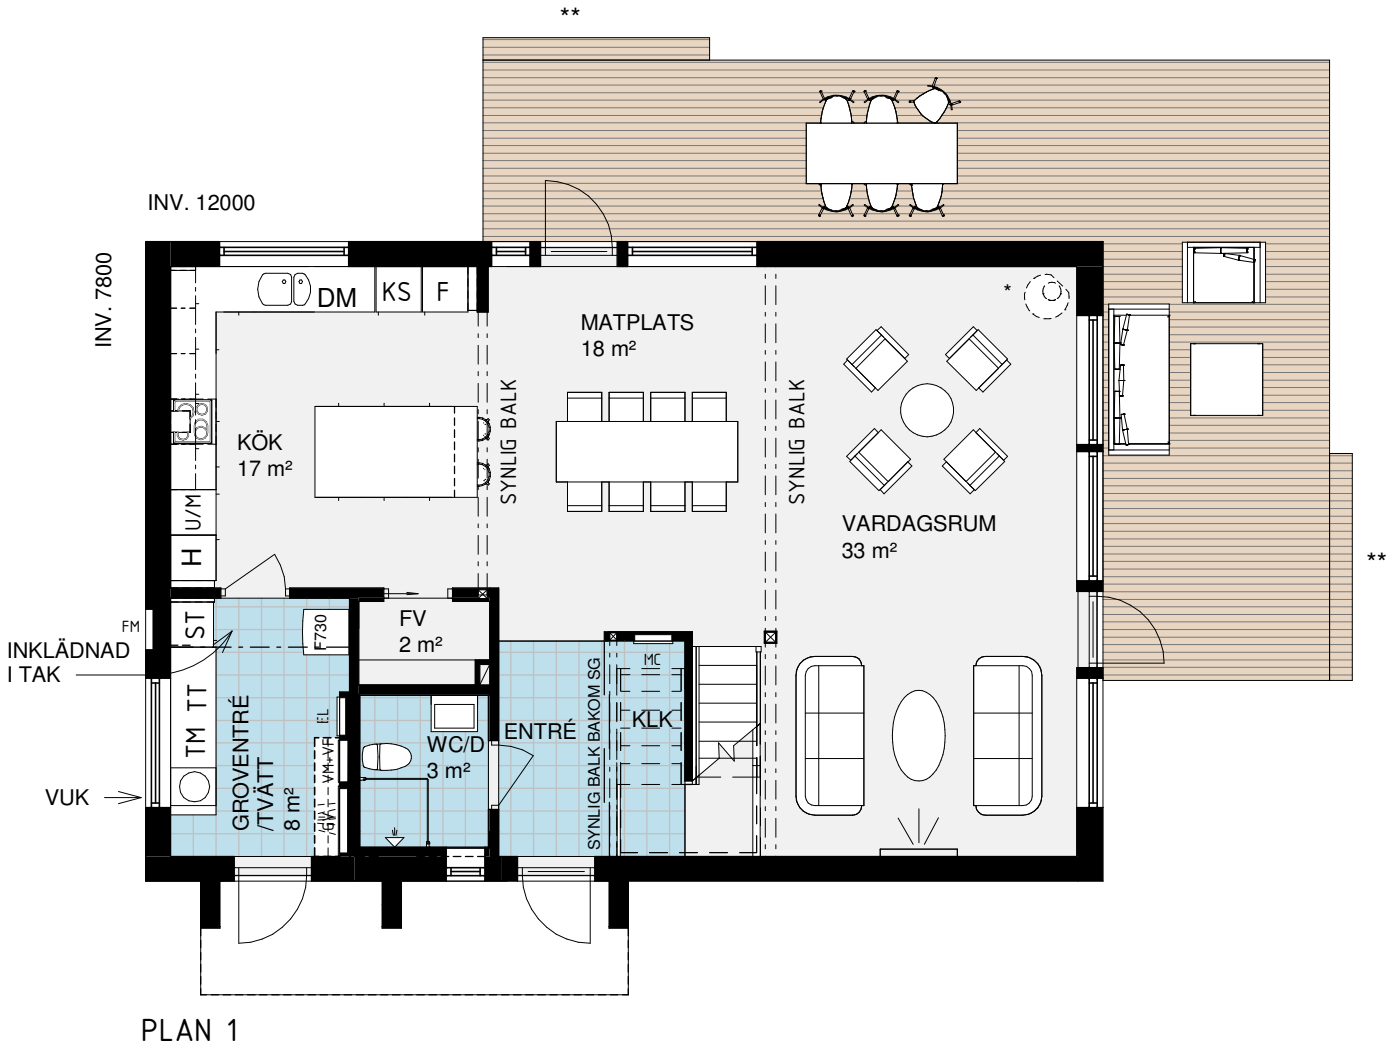 **
INV. 12000
INV. 7800
DM
KS
F
*
MATPLATS
18 m²
SYNLIG BALK
SYNLIG BALK
KÖK
17 m²
U/M
H
VARDAGSRUM
33 m²
**
FM
ST
F730
FV
2 m²
INKLÄDNAD
I TAK
MC
TM TT
EL
GROVENTRÉ
/TVÄTT
8 m²
VM+VF
WC/D
3 m²
ENTRÉ
SYNLIG BALK BAKOM SG
KLK
VUK
PLAN 1